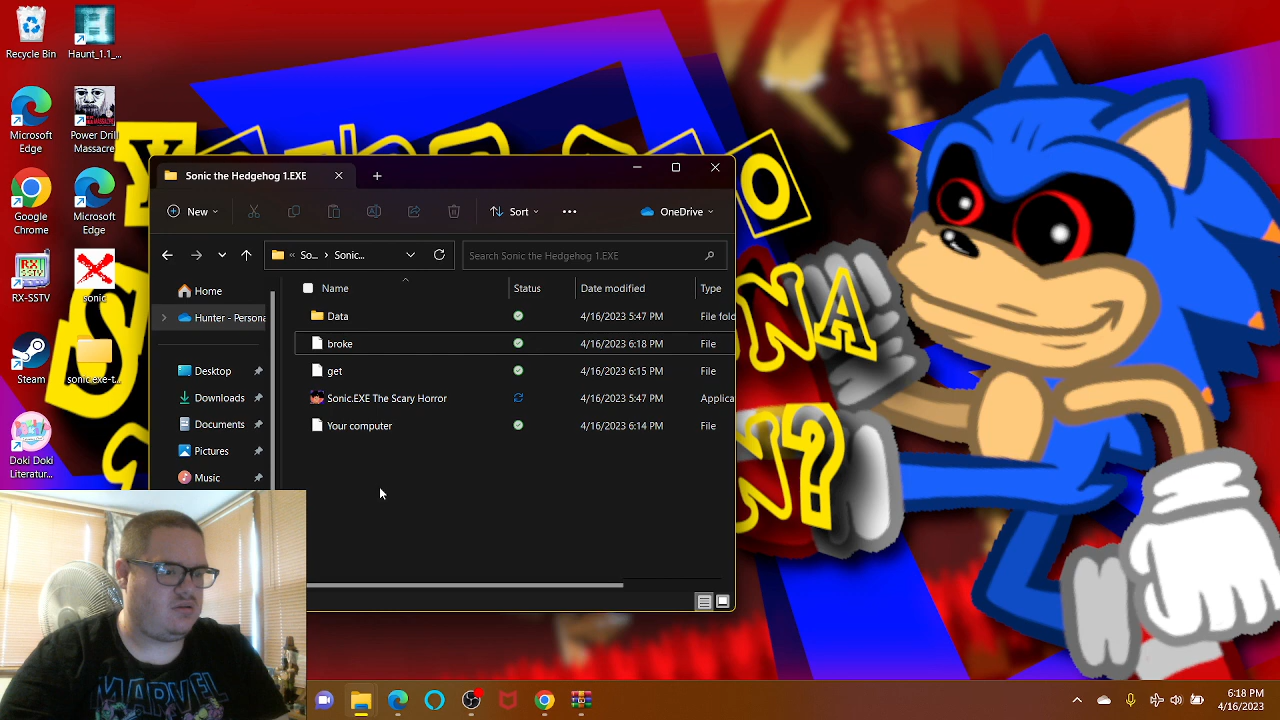 Recycle Bin
Haunt_1.1_...
Microsoft Edge
Power Drill Massacre
Google Chrome
Microsoft Edge
RX-SSTV
sonic
Steam
sonic.exe-t...
Doki Doki Literatur...
Sonic the Hedgehog 1.EXE
New
Sort
OneDrive
« So... > Sonic...
Search Sonic the Hedgehog 1.EXE
Home
Hunter - Persona
Desktop
Downloads
Documents
Pictures
Music
Name Status Date modified Type
Data 4/16/2023 5:47 PM File fold
broke 4/16/2023 6:18 PM File
get 4/16/2023 6:15 PM File
Sonic.EXE The Scary Horror 4/16/2023 5:47 PM Applica
Your computer 4/16/2023 6:14 PM File
MARVEL
6:18 PM
4/16/2023